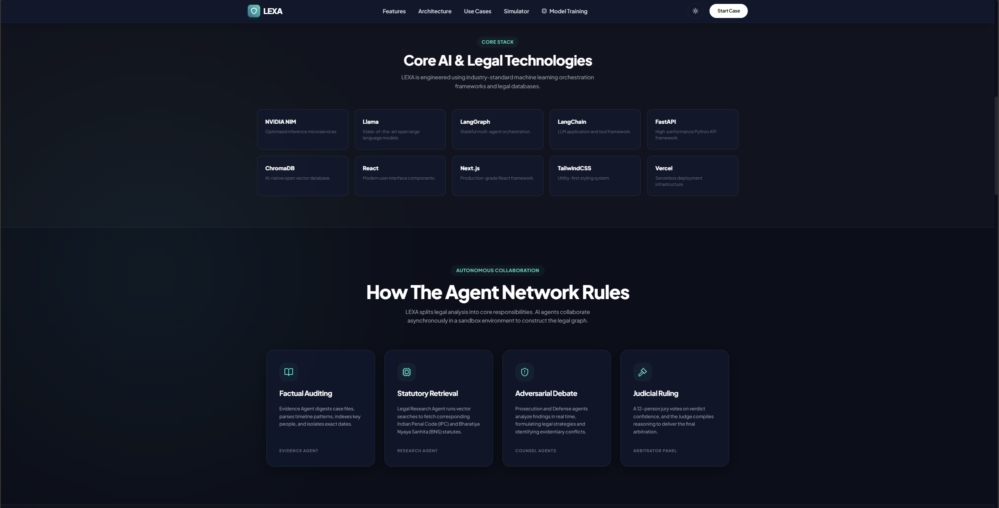 LEXA
Features
Architecture
Use Cases
Simulator
Model Training
Start Case
CORE STACK
Core AI & Legal Technologies
LEXA is engineered using industry-standard machine learning orchestration
frameworks and legal databases.
NVIDIA NIM
Optimized inference microservices.
Llama
State-of-the-art open large
language models.
LangGraph
Stateful multi-agent orchestration.
LangChain
LLM application and tool framework.
FastAPI
High-performance Python API
framework.
ChromaDB
AI-native open vector database.
React
Modern user interface components.
Next.js
Production-grade React framework.
TailwindCSS
Utility-first styling system.
Vercel
Serverless deployment
infrastructure.
AUTONOMOUS COLLABORATION
How The Agent Network Rules
LEXA splits legal analysis into core responsibilities. AI agents collaborate
asynchronously in a sandbox environment to construct the legal graph.
Factual Auditing
Evidence Agent digests case files,
parses timeline patterns, indexes key
people, and isolates exact dates.
EVIDENCE AGENT
Statutory Retrieval
Legal Research Agent runs vector
searches to fetch corresponding
Indian Penal Code (IPC) and Bharatiya
Nyaya Sanhita (BNS) statutes.
RESEARCH AGENT
Adversarial Debate
Prosecution and Defense agents
analyze findings in real time,
formulating legal strategies and
identifying evidentiary conflicts.
COUNSEL AGENTS
Judicial Ruling
A 12-person jury votes on verdict
confidence, and the Judge compiles
reasoning to deliver the final
arbitration.
ARBITRATOR PANEL